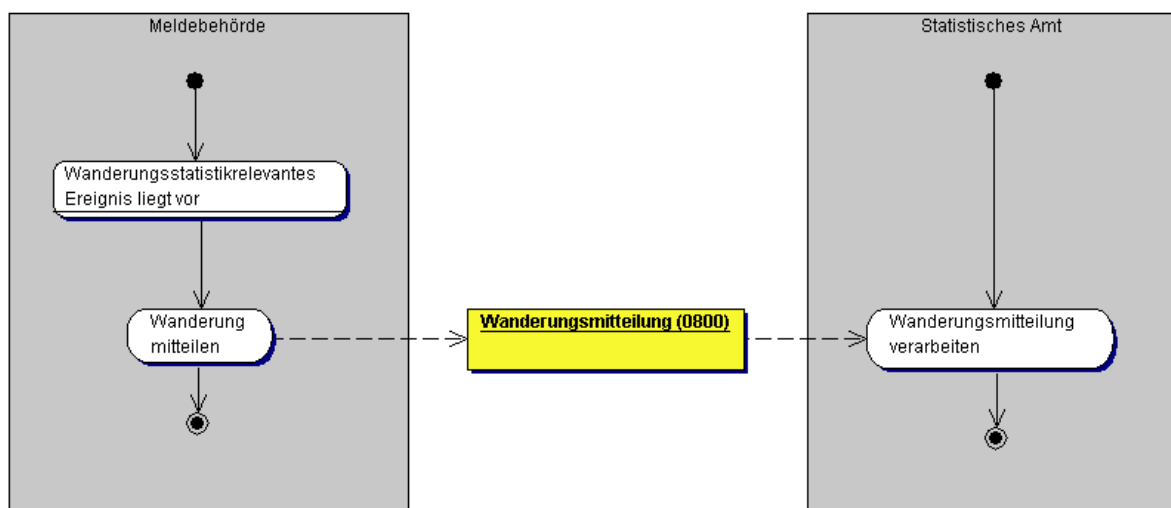 Meldebehörde
Statistisches Amt
Wanderungsstatistikrelevantes
Ereignis liegt vor
Wanderung
mitteilen
Wanderungsmitteilung (0800)
Wanderungsmitteilung
verarbeiten